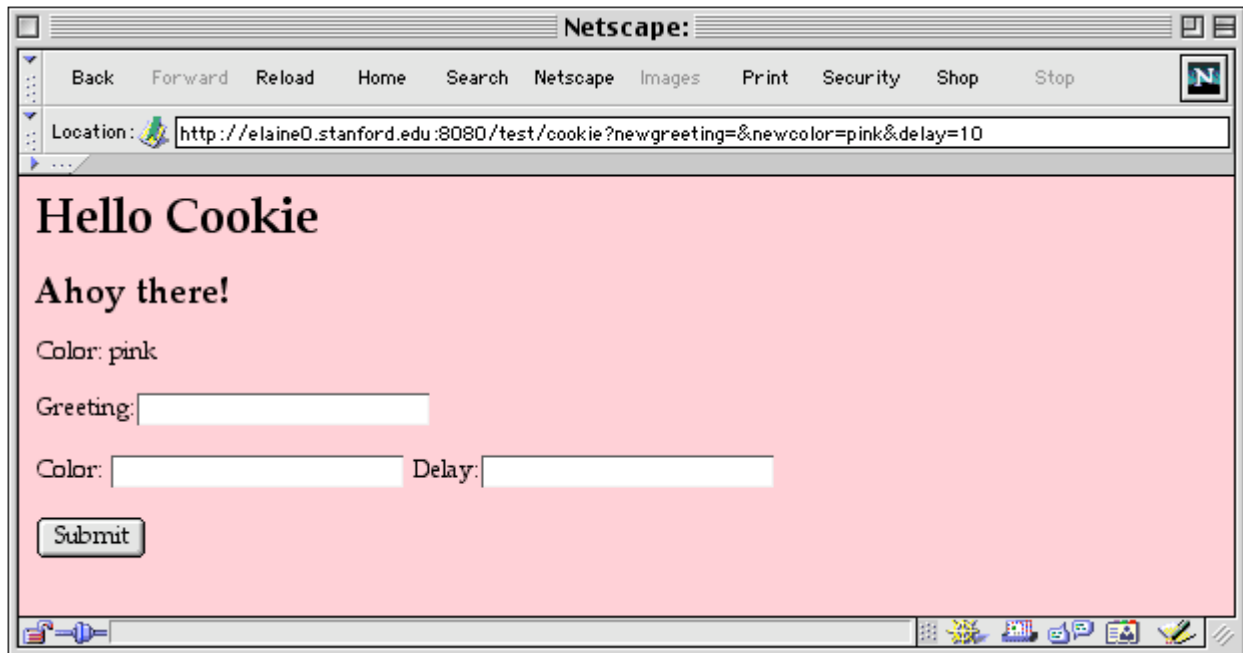 Netscape:
Back Forward Reload Home Search Netscape Images Print Security Shop Stop N
Location: http://elaine0.stanford.edu:8080/test/cookie?newgreeting=&newcolor=pink&delay=10
...
Hello Cookie
Ahoy there!
Color: pink
Greeting:
Color: Delay:
Submit